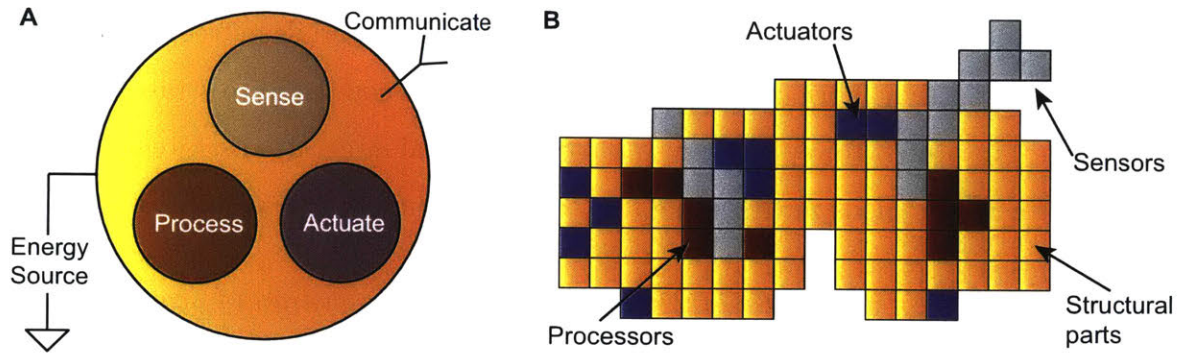 A
Communicate
Sense
Process
Actuate
Energy
Source
B
Actuators
Sensors
Processors
Structural
parts